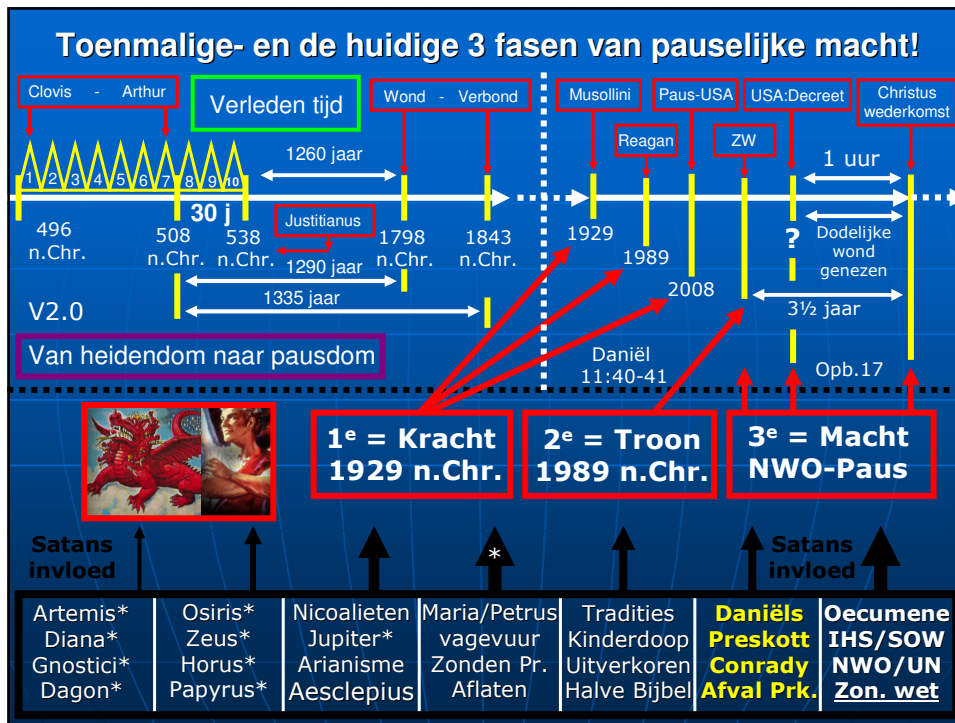 Toenmalige- en de huidige 3 fasen van pauselijke macht!
Clovis - Arthur
Verleden tijd
Wond - Verbond
Musollini
Paus-USA
USA:Decreet
Christus
wederkomst
Reagan
ZW
1260 jaar
1 uur
1 2 3 4 5 6 7 8 9 10
30 j
Justitianus
496
n.Chr.
508
n.Chr.
538
n.Chr.
1798
n.Chr.
1843
n.Chr.
1929
1989
2008
?
Dodelijke
wond
genezen
1290 jaar
1335 jaar
3½ jaar
V2.0
Van heidendom naar pausdom
Daniël
11:40-41
Opb.17
1e = Kracht
1929 n.Chr.
2e = Troon
1989 n.Chr.
3e = Macht
NWO-Paus
Satans
invloed
*
Satans
invloed
Artemis*
Diana*
Gnostici*
Dagon*
Osiris*
Zeus*
Horus*
Papyrus*
Nicoalieten
Jupiter*
Arianisme
Aesclepius
Maria/Petrus
vagevuur
Zonden Pr.
Aflaten
Tradities
Kinderdoop
Uitverkoren
Halve Bijbel
Daniëls
Preskott
Conrady
Afval Prk.
Oecumene
IHS/SOW
NWO/UN
Zon. wet